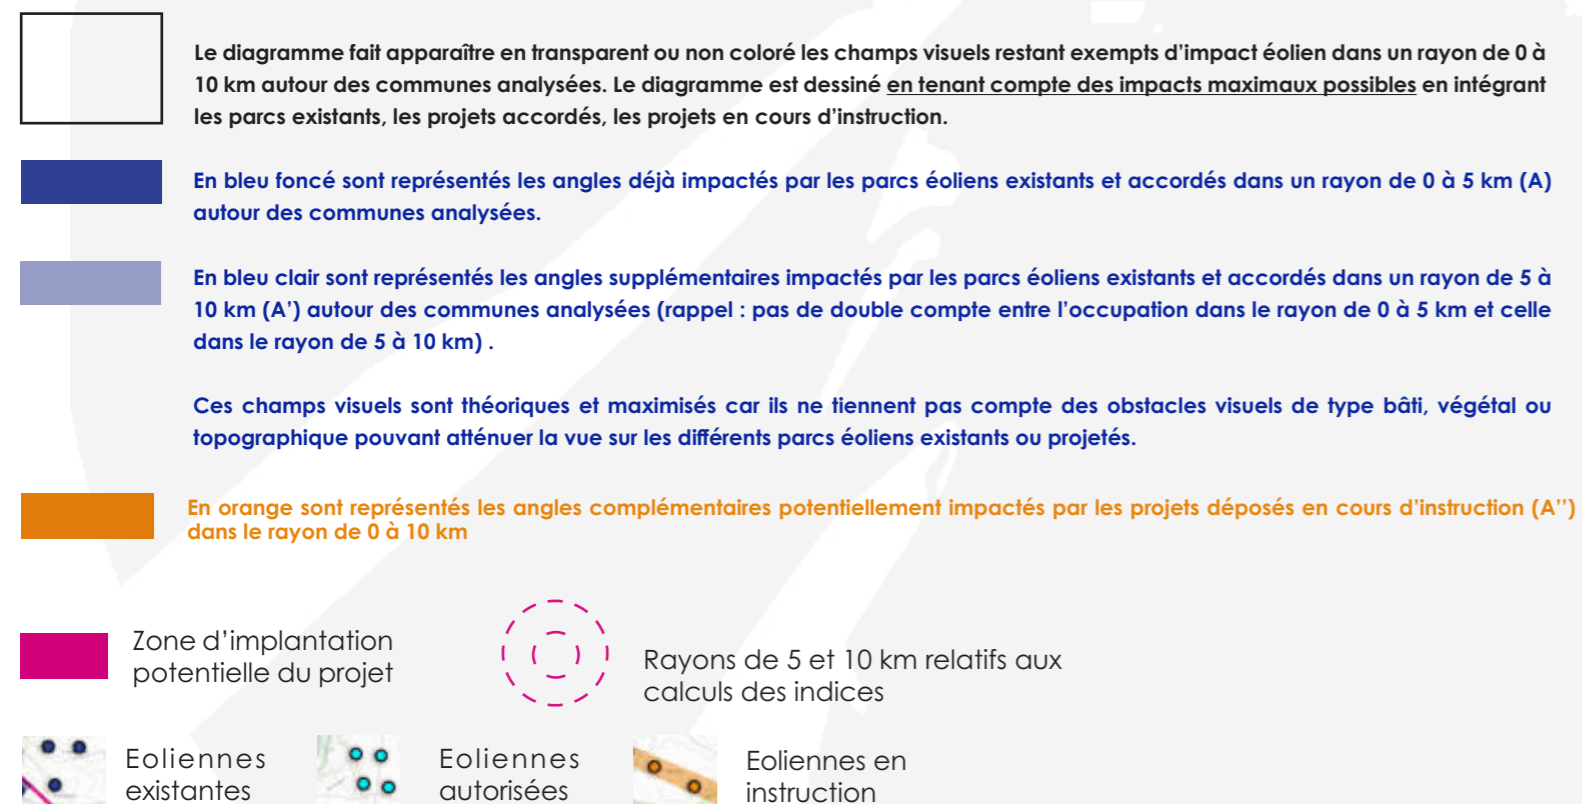 Le diagramme fait apparaître en transparent ou non coloré les champs visuels restant exempts d'impact éolien dans un rayon de 0 à
10 km autour des communes analysées. Le diagramme est dessiné en tenant compte des impacts maximaux possibles en intégrant
les parcs existants, les projets accordés, les projets en cours d'instruction.
En bleu foncé sont représentés les angles déjà impactés par les parcs éoliens existants et accordés dans un rayon de 0 à 5 km (A)
autour des communes analysées.
En bleu clair sont représentés les angles supplémentaires impactés par les parcs éoliens existants et accordés dans un rayon de 5 à
10 km (A') autour des communes analysées (rappel : pas de double compte entre l'occupation dans le rayon de 0 à 5 km et celle
dans le rayon de 5 à 10 km) .
Ces champs visuels sont théoriques et maximisés car ils ne tiennent pas compte des obstacles visuels de type bâti, végétal ou
topographique pouvant atténuer la vue sur les différents parcs éoliens existants ou projetés.
En orange sont représentés les angles complémentaires potentiellement impactés par les projets déposés en cours d'instruction (A'')
dans le rayon de 0 à 10 km
Zone d'implantation
potentielle du projet
Rayons de 5 et 10 km relatifs aux
calculs des indices
Eoliennes
existantes
Eoliennes
autorisées
Eoliennes en
instruction